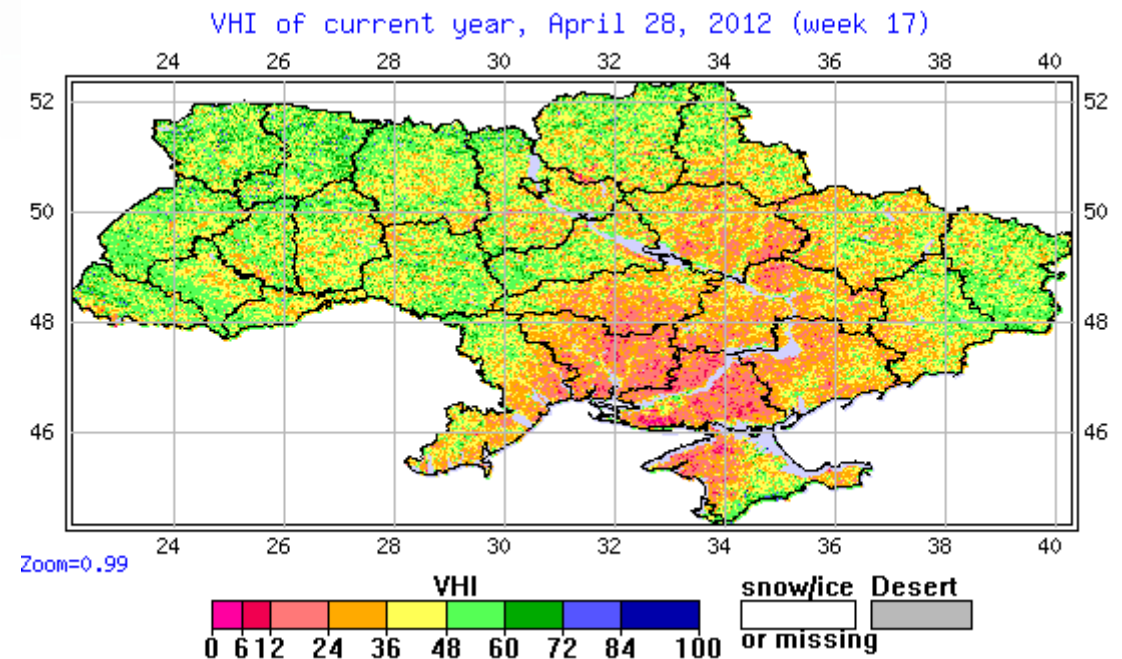 VHI of current year, April 28, 2012 (week 17)
24 26 28 30 32 34 36 38 40
52 52
50 50
48 48
46 46
24 26 28 30 32 34 36 38 40
Zoom=0.99
VHI snow/ice Desert
or missing
0 6 12 24 36 48 60 72 84 100